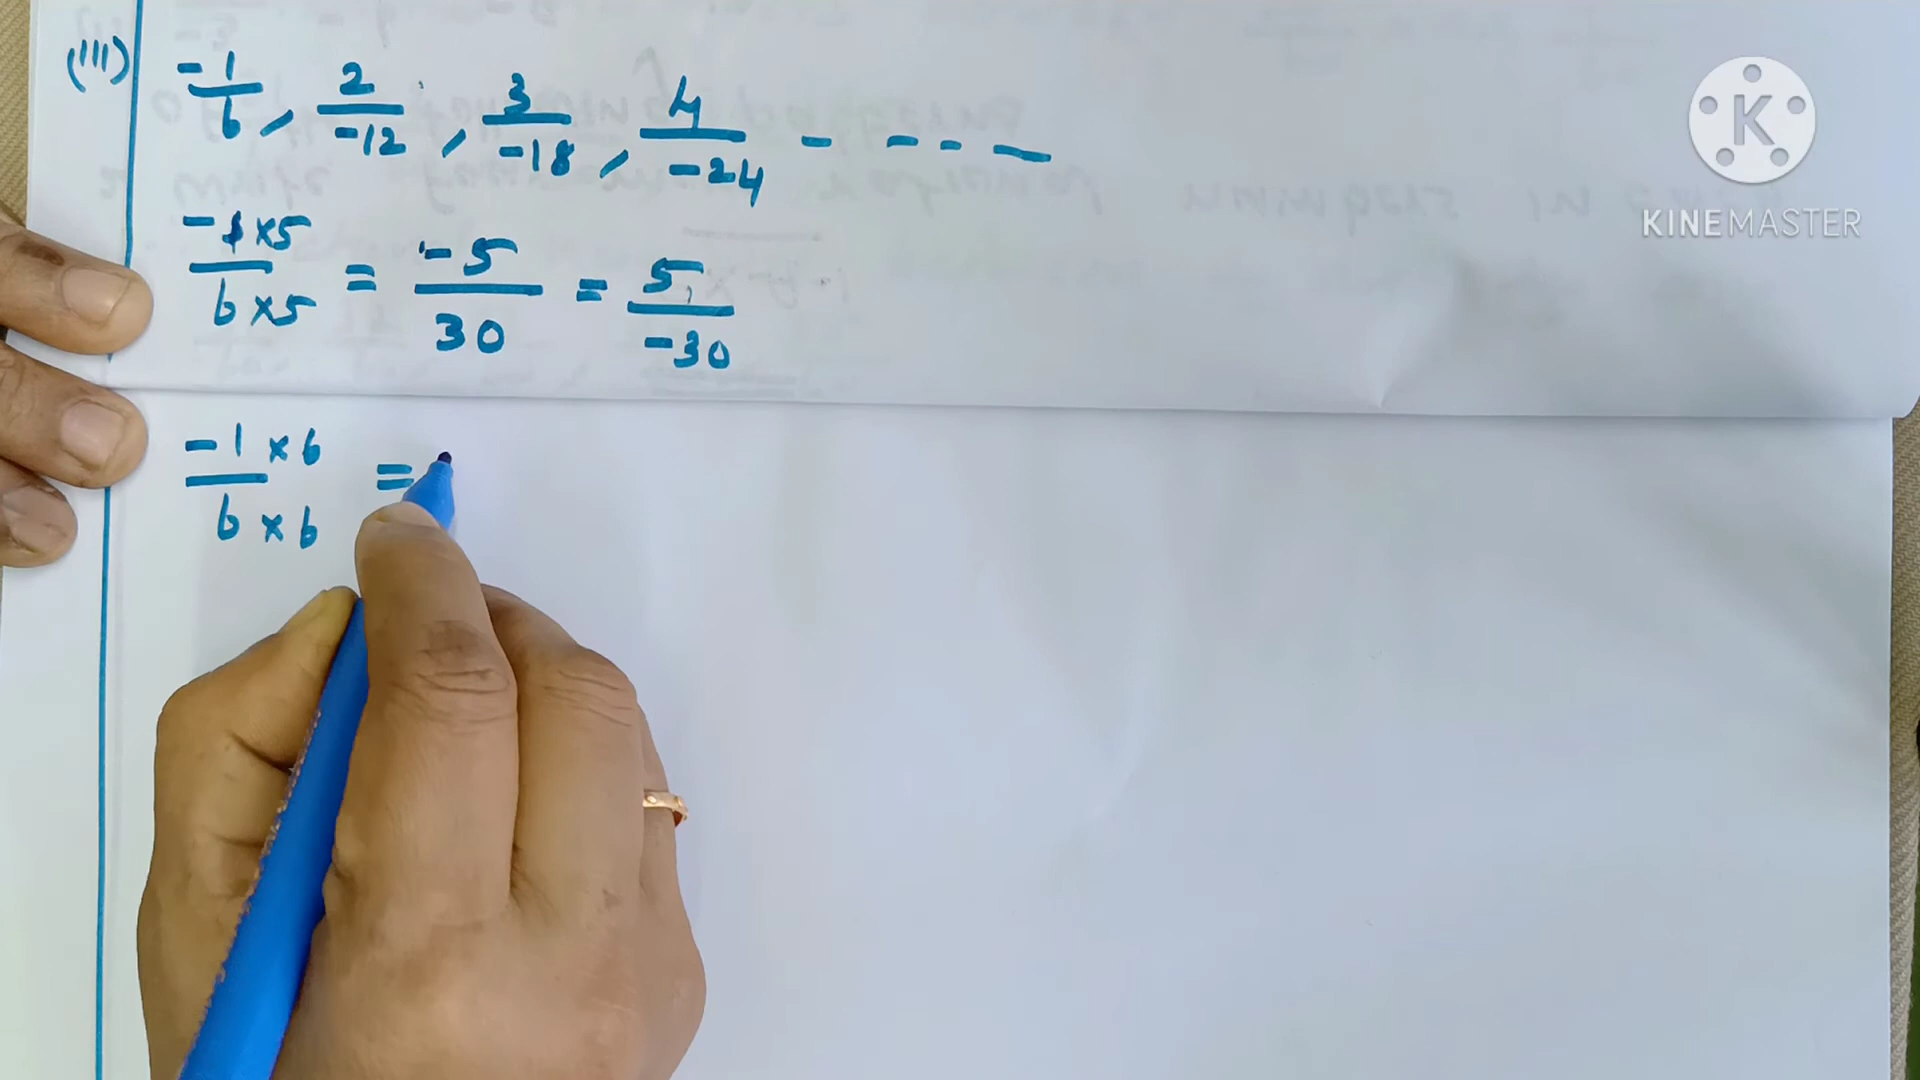 (iii) -1/6, 2/-12, 3/-18, 4/-24 - - - —
-1×5/6×5 = -5/30 = 5/-30
-1×6/6×6 =
K
KINEMASTER